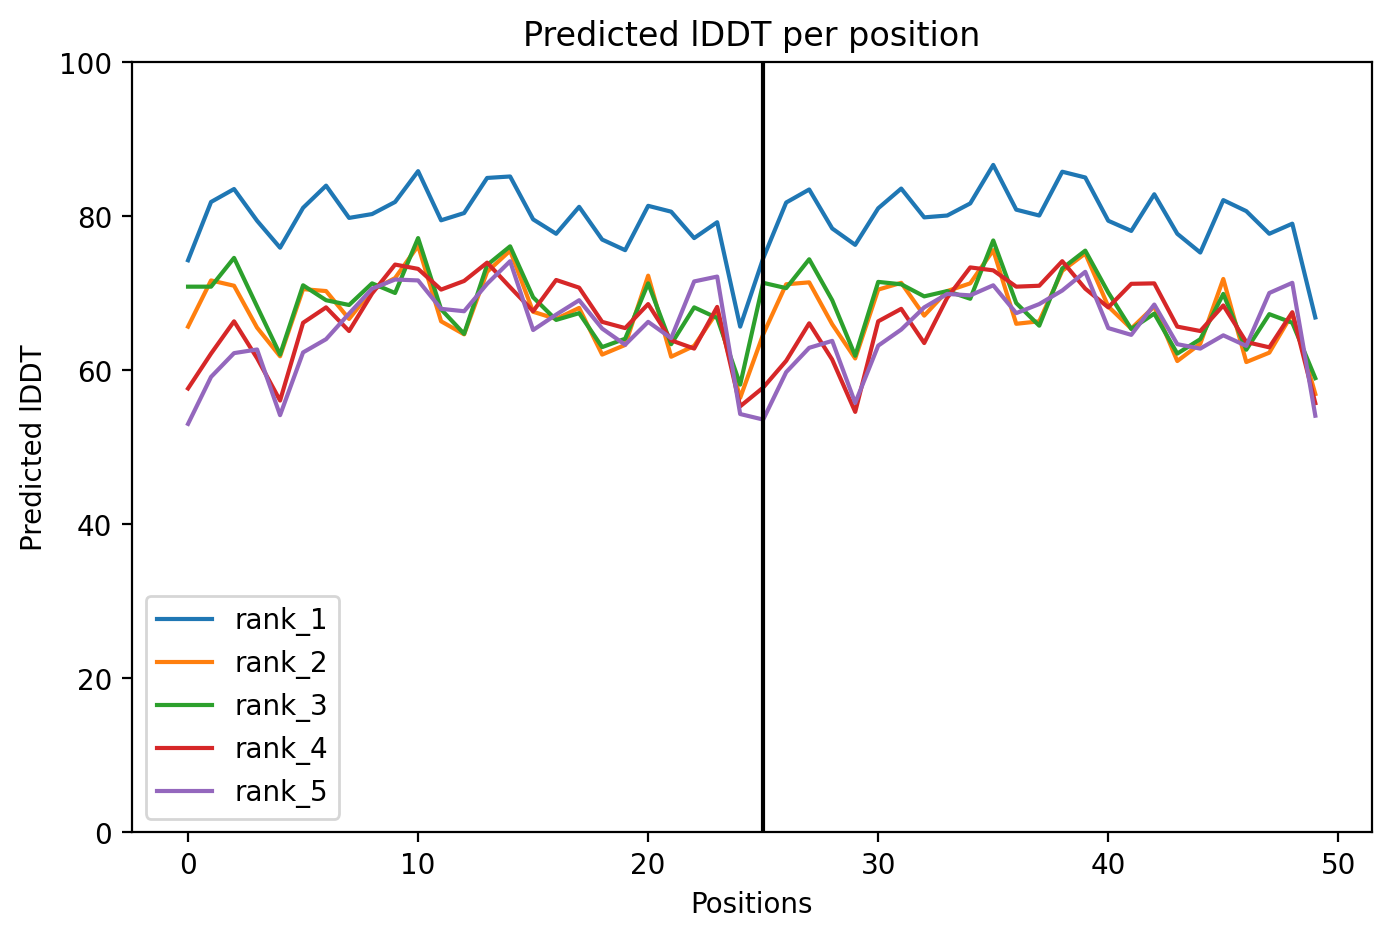 Predicted lDDT per position
100
80
60
40
20
0
Predicted lDDT
rank_1
rank_2
rank_3
rank_4
rank_5
0 10 20 30 40 50
Positions